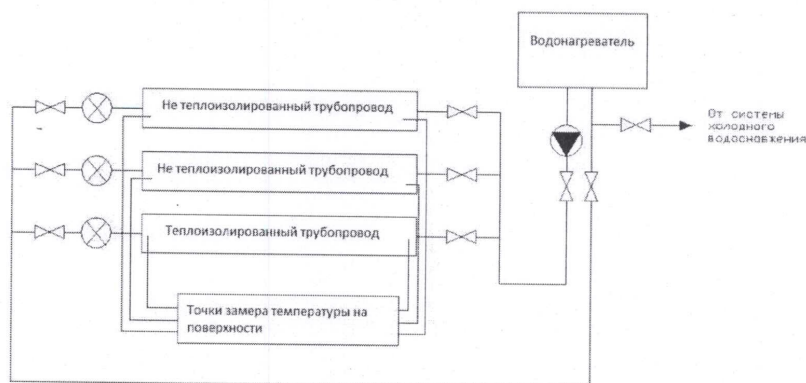 Водонагреватель
Не теплоизолированный трубопровод
От системы
холодного
водоснабжения
Не теплоизолированный трубопровод
Теплоизолированный трубопровод
Точки замера температуры на
поверхности